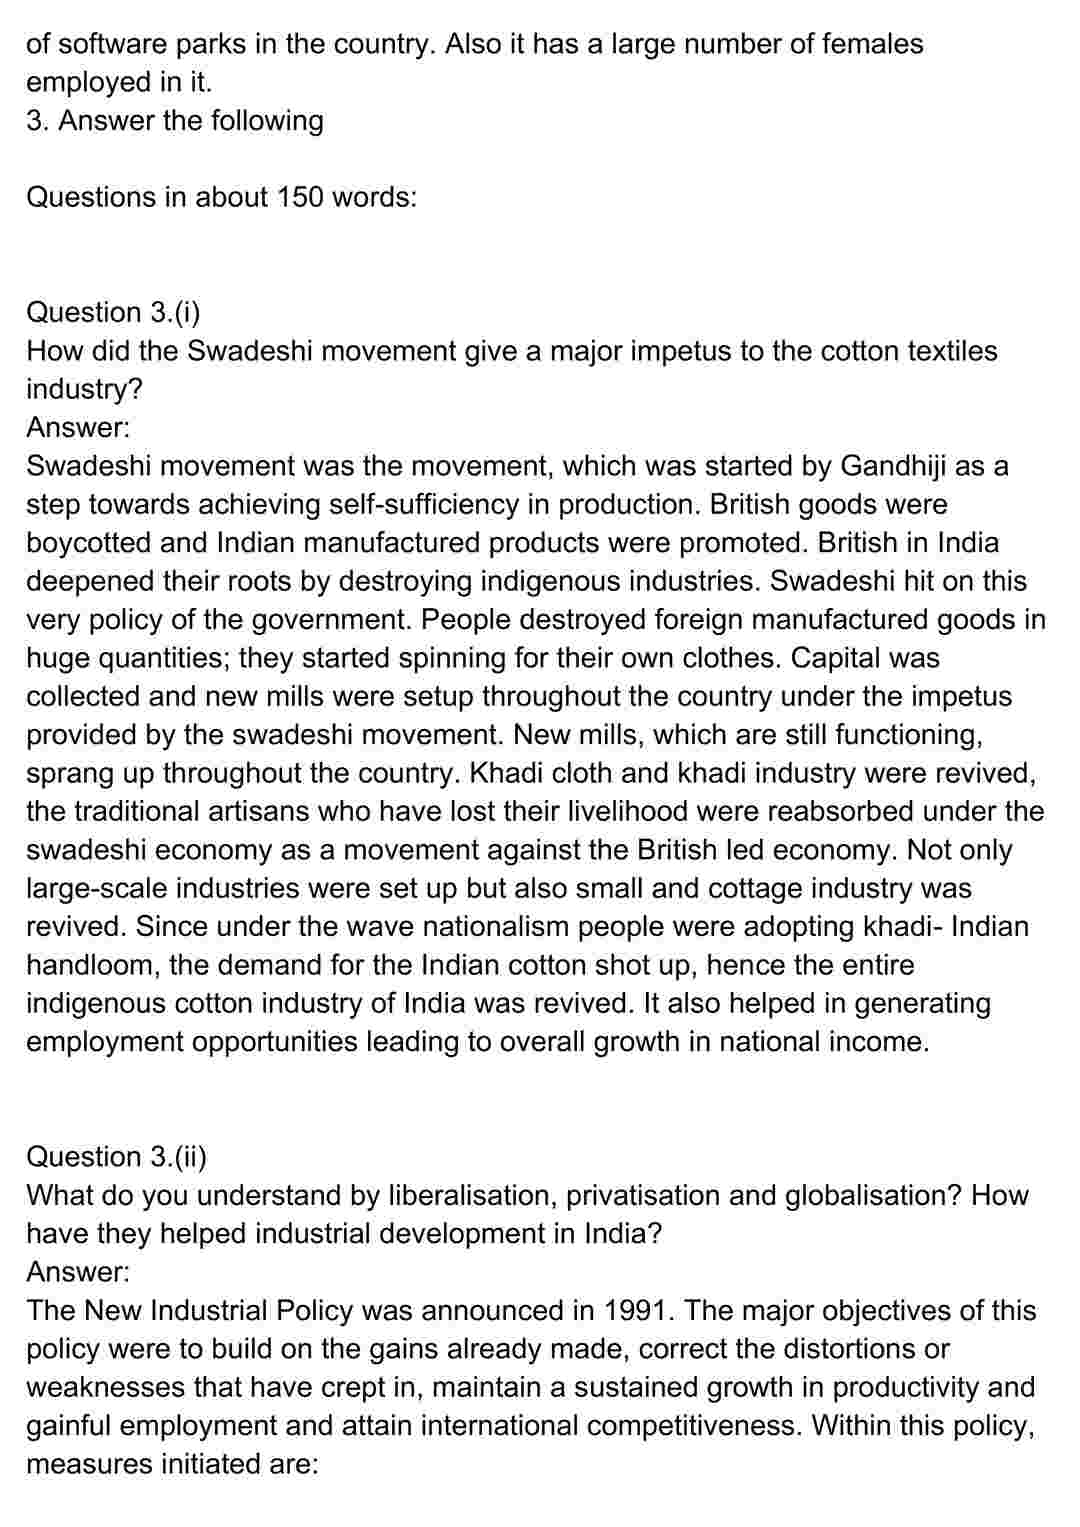 of software parks in the country. Also it has a large number of females
employed in it.
3. Answer the following
Questions in about 150 words:
Question 3.(i)
How did the Swadeshi movement give a major impetus to the cotton textiles
industry?
Answer:
Swadeshi movement was the movement, which was started by Gandhiji as a
step towards achieving self-sufficiency in production. British goods were
boycotted and Indian manufactured products were promoted. British in India
deepened their roots by destroying indigenous industries. Swadeshi hit on this
very policy of the government. People destroyed foreign manufactured goods in
huge quantities; they started spinning for their own clothes. Capital was
collected and new mills were setup throughout the country under the impetus
provided by the swadeshi movement. New mills, which are still functioning,
sprang up throughout the country. Khadi cloth and khadi industry were revived,
the traditional artisans who have lost their livelihood were reabsorbed under the
swadeshi economy as a movement against the British led economy. Not only
large-scale industries were set up but also small and cottage industry was
revived. Since under the wave nationalism people were adopting khadi- Indian
handloom, the demand for the Indian cotton shot up, hence the entire
indigenous cotton industry of India was revived. It also helped in generating
employment opportunities leading to overall growth in national income.
Question 3.(ii)
What do you understand by liberalisation, privatisation and globalisation? How
have they helped industrial development in India?
Answer:
The New Industrial Policy was announced in 1991. The major objectives of this
policy were to build on the gains already made, correct the distortions or
weaknesses that have crept in, maintain a sustained growth in productivity and
gainful employment and attain international competitiveness. Within this policy,
measures initiated are: